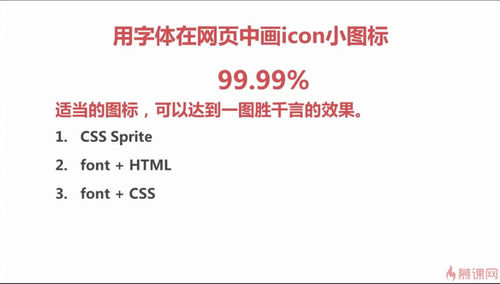 用字体在网页中画icon小图标
99.99%
适当的图标，可以达到一图胜千言的效果。
1. CSS Sprite
2. font + HTML
3. font + CSS
慕课网